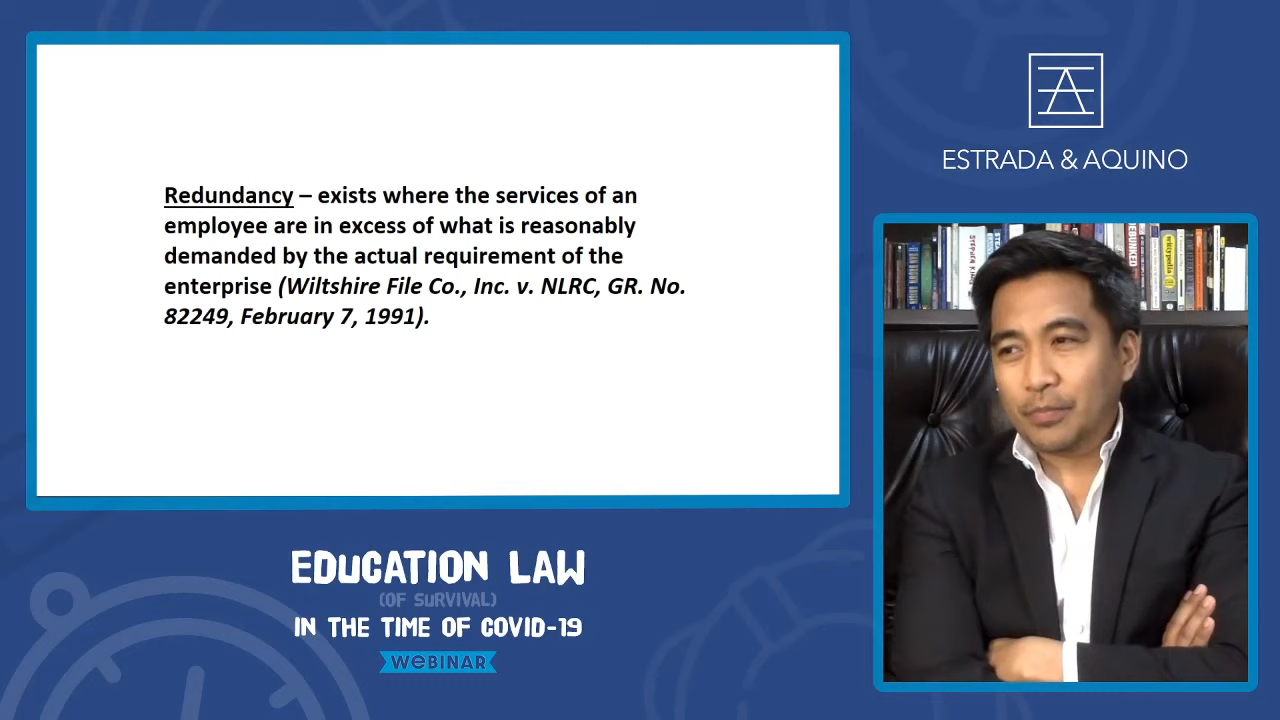 Redundancy – exists where the services of an
employee are in excess of what is reasonably
demanded by the actual requirement of the
enterprise (Wiltshire File Co., Inc. v. NLRC, GR. No.
82249, February 7, 1991).
ESTRADA & AQUINO
EDuCATION LAW
(OF SuRVIVAL)
IN THE TIME OF COVID-19
WEBINAR